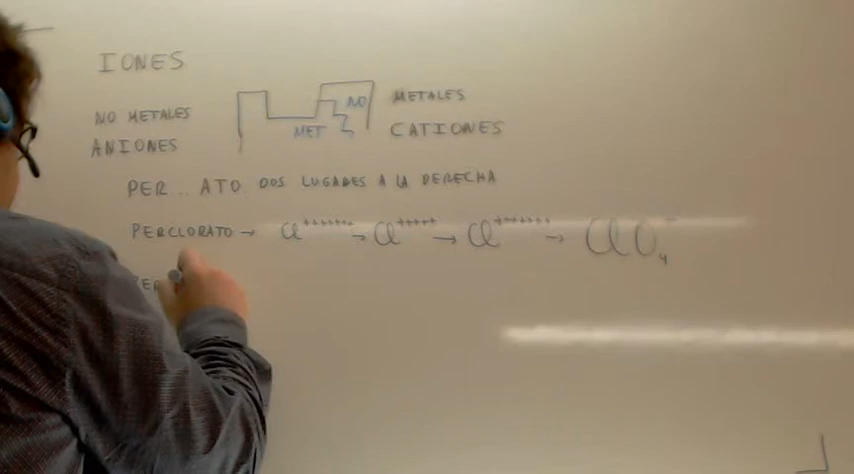 IONES
NO METALES MET NO METALES
ANIONES CATIONES
PER .. ATO DOS LUGARES A LA DERECHA
PERCLORATO → Cl → Cl → Cl → ClO₄⁻